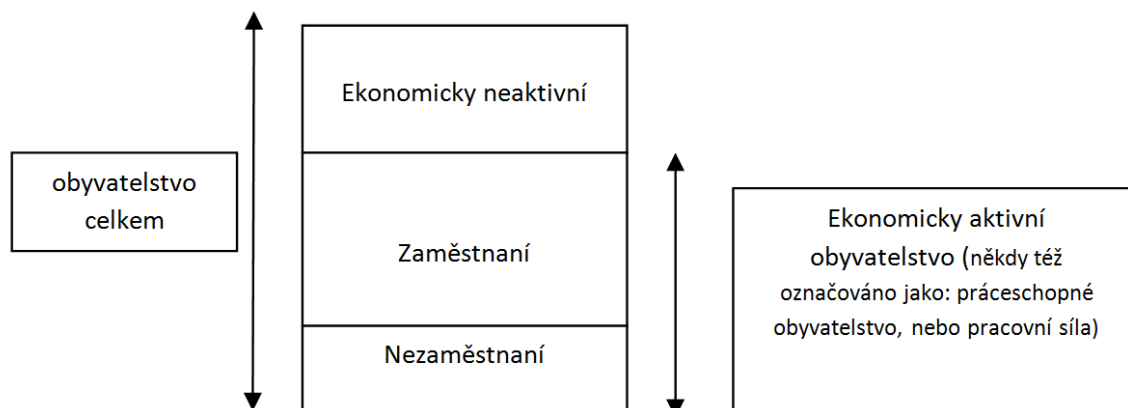 Ekonomicky neaktivní
obyvatelstvo
celkem
Zaměstnaní
Nezaměstnaní
Ekonomicky aktivní
obyvatelstvo (někdy též
označováno jako: práceschopné
obyvatelstvo, nebo pracovní síla)